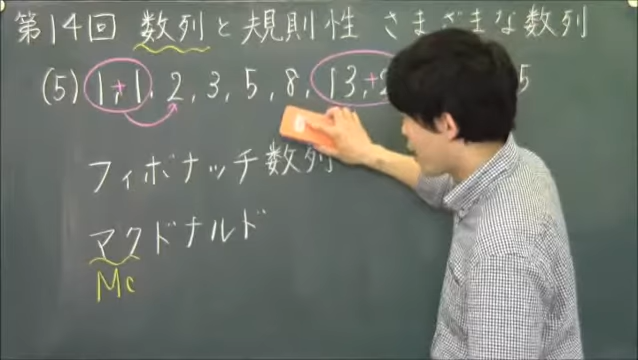 第14回 数列と規則性 さまざまな数列
(5) 1+1, 2, 3, 5, 8, 13,+2 5
フィボナッチ数列
マクドナルド
Mc